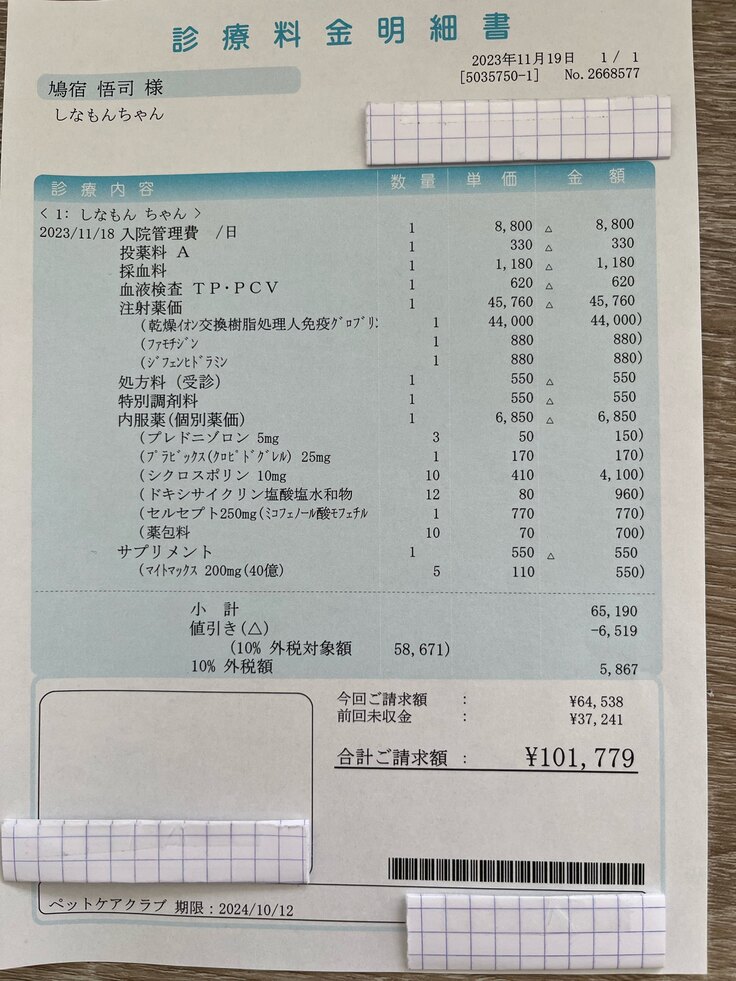 診療料金明細書
2023年11月19日 1 / 1
[5035750-1] No.2668577
鳩宿 悟司 様
しなもんちゃん
診療内容 数量 単価 金額
< 1: しなもん ちゃん >
2023/11/18 入院管理費 /日 1 8,800 △ 8,800
投薬料 A 1 330 △ 330
採血料 1 1,180 △ 1,180
血液検査 TP・PCV 1 620 △ 620
注射薬価 1 45,760 △ 45,760
(乾燥ｲｵﾝ交換樹脂処理人免疫ｸﾞﾛﾌﾞﾘﾝ 1 44,000 44,000)
(ﾌｧﾓﾁｼﾞﾝ 1 880 880)
(ｼﾞﾌｪﾝﾋﾄﾞﾗﾐﾝ 1 880 880)
処方料 (受診) 1 550 △ 550
特別調剤料 1 550 △ 550
内服薬(個別薬価) 1 6,850 △ 6,850
(プレドニゾロン 5mg 3 50 150)
(ﾌﾟﾗﾋﾞｯｸｽ(ｸﾛﾋﾟﾄﾞｸﾞﾚﾙ) 25mg 1 170 170)
(シクロスポリン 10mg 10 410 4,100)
(ドキシサイクリン塩酸塩水和物 12 80 960)
(セルセプト250mg(ﾐｺﾌｪﾉｰﾙ酸ﾓﾌｪﾁﾙ 1 770 770)
(薬包料 10 70 700)
サプリメント 1 550 △ 550
(ﾏｲﾄﾏｯｸｽ 200mg(40億) 5 110 550)
小 計 65,190
値引き(△) -6,519
(10% 外税対象額 58,671)
10% 外税額 5,867
今回ご請求額 : ¥64,538
前回未収金 : ¥37,241
合計ご請求額 : ¥101,779
ペットケアクラブ 期限:2024/10/12